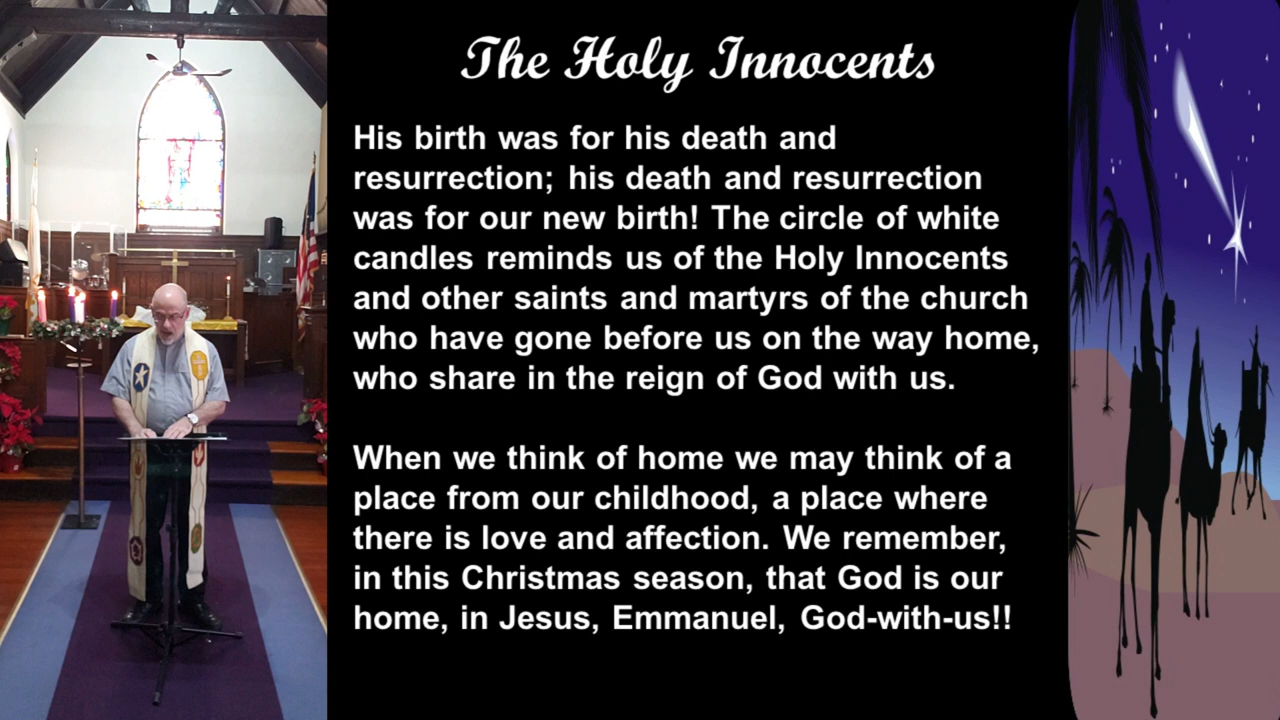 The Holy Innocents
His birth was for his death and
resurrection; his death and resurrection
was for our new birth! The circle of white
candles reminds us of the Holy Innocents
and other saints and martyrs of the church
who have gone before us on the way home,
who share in the reign of God with us.
When we think of home we may think of a
place from our childhood, a place where
there is love and affection. We remember,
in this Christmas season, that God is our
home, in Jesus, Emmanuel, God-with-us!!